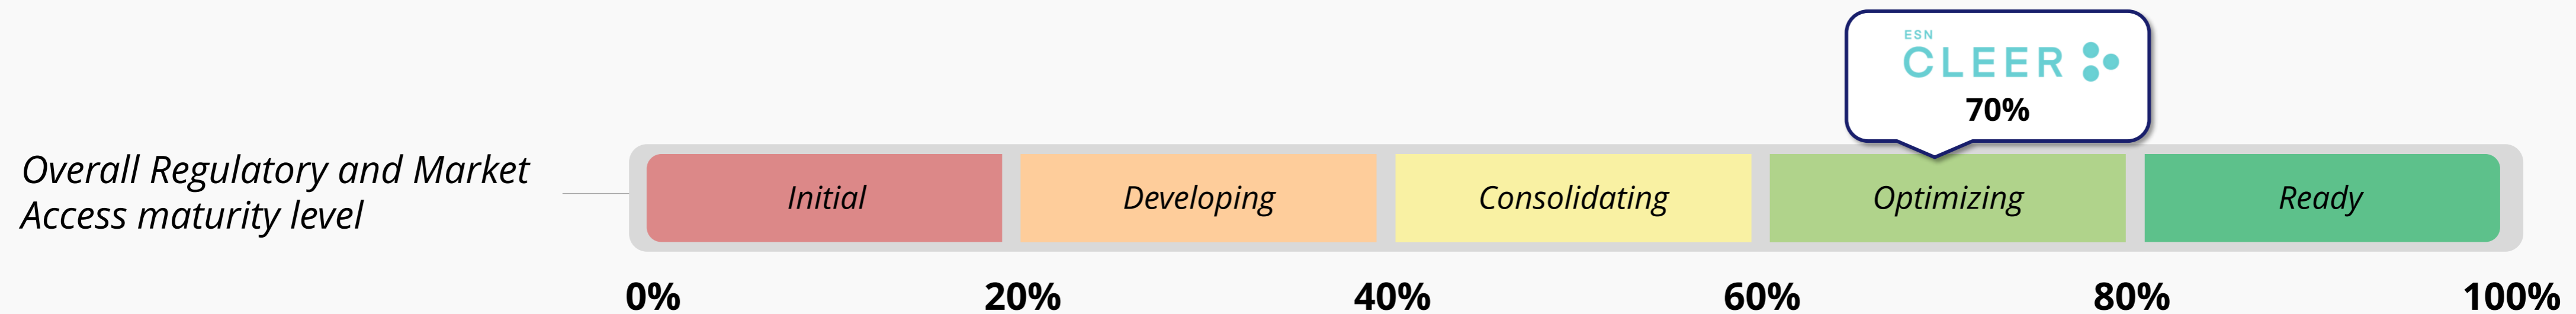 ESN
CLEER
70%
Overall Regulatory and Market
Access maturity level
Initial
Developing
Consolidating
Optimizing
Ready
0%
20%
40%
60%
80%
100%